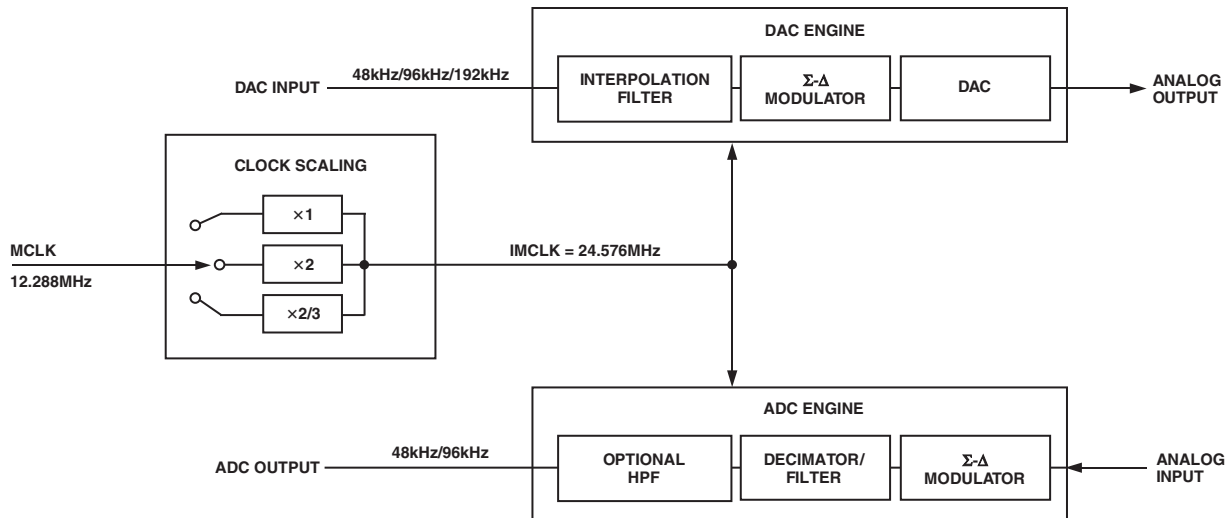 DAC ENGINE
DAC INPUT
48kHz/96kHz/192kHz
INTERPOLATION
FILTER
Σ-Δ
MODULATOR
DAC
ANALOG
OUTPUT
CLOCK SCALING
×1
MCLK
12.288MHz
×2
IMCLK = 24.576MHz
×2/3
ADC ENGINE
ADC OUTPUT
48kHz/96kHz
OPTIONAL
HPF
DECIMATOR/
FILTER
Σ-Δ
MODULATOR
ANALOG
INPUT